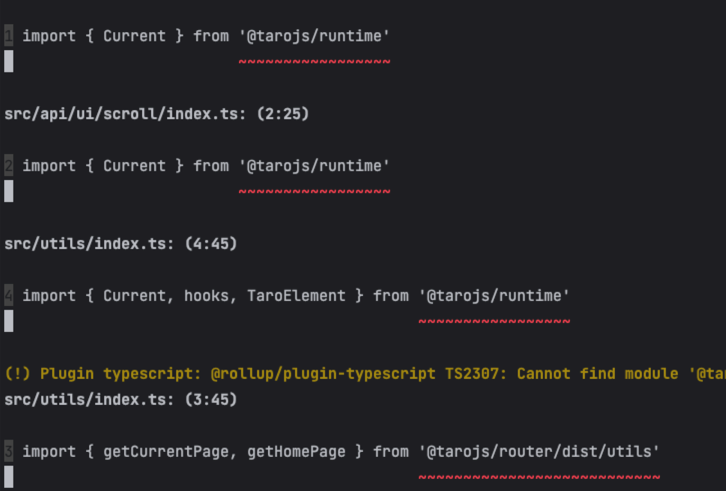 1 import { Current } from '@tarojs/runtime'
~~~~~~~~~~~~~~~~~
src/api/ui/scroll/index.ts: (2:25)
2 import { Current } from '@tarojs/runtime'
~~~~~~~~~~~~~~~~~
src/utils/index.ts: (4:45)
4 import { Current, hooks, TaroElement } from '@tarojs/runtime'
~~~~~~~~~~~~~~~~~
(!) Plugin typescript: @rollup/plugin-typescript TS2307: Cannot find module '@ta
src/utils/index.ts: (3:45)
3 import { getCurrentPage, getHomePage } from '@tarojs/router/dist/utils'
~~~~~~~~~~~~~~~~~~~~~~~~~~~